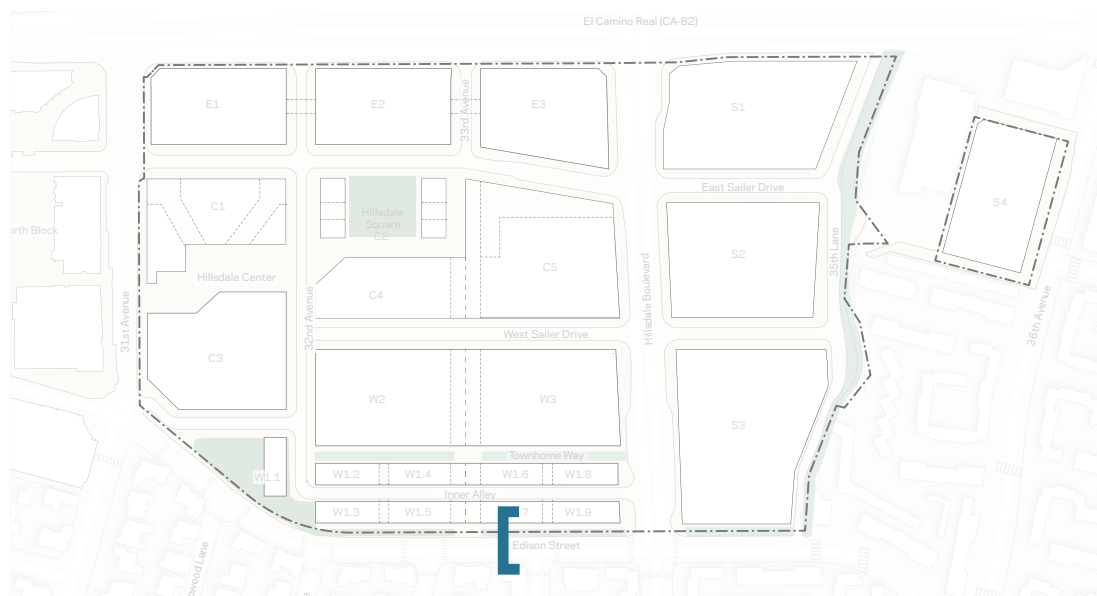 El Camino Real (CA-82)
E1
E2
33rd Avenue
E3
S1
East Sailer Drive
S4
C1
Hillsdale
Square
C2
orth Block
Hillsdale Center
C5
S2
35th Lane
Hillsdale Boulevard
C4
32nd Avenue
31st Avenue
36th Avenue
West Sailer Drive
C3
W2
W3
S3
Townhome Way
W1.1
W1.2
W1.4
W1.6
W1.8
Inner Alley
W1.3
W1.5
7
W1.9
Edison Street
wood Lane